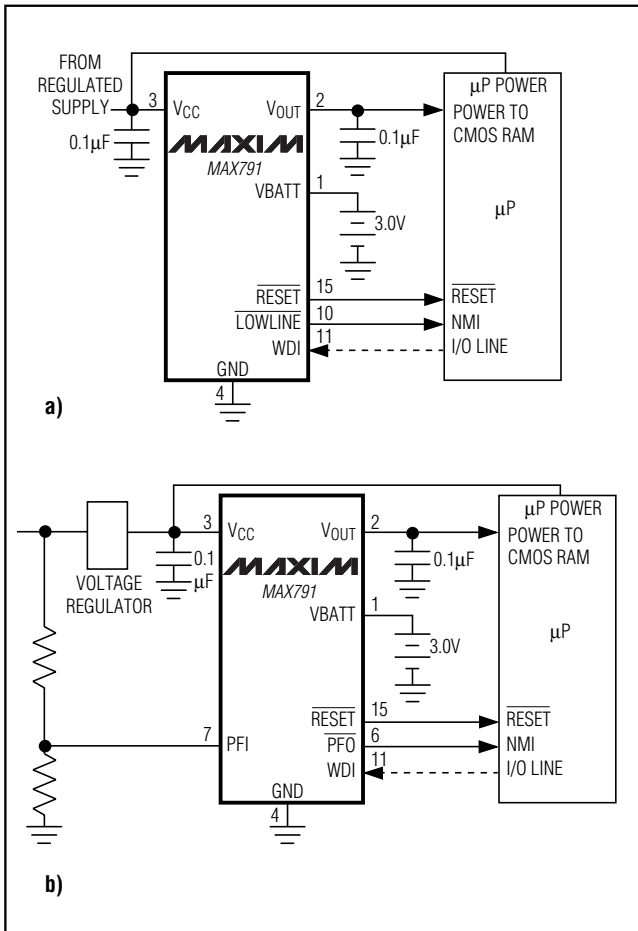 FROM
REGULATED
SUPPLY
3
VCC
VOUT
2
0.1µF
MAXIM
MAX791
0.1µF
VBATT
1
3.0V
RESET
15
LOWLINE
10
WDI
11
GND
4
µP POWER
POWER TO
CMOS RAM
µP
RESET
NMI
I/O LINE
a)
VOLTAGE
REGULATOR
3
VCC
VOUT
2
0.1
µF
MAXIM
MAX791
0.1µF
VBATT
1
3.0V
7
PFI
RESET
15
PFO
6
WDI
11
GND
4
µP POWER
POWER TO
CMOS RAM
µP
RESET
NMI
I/O LINE
b)